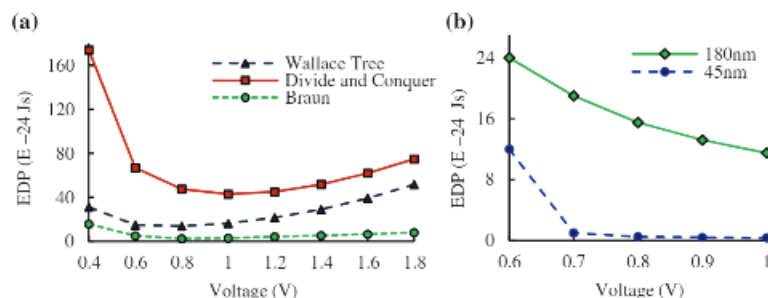 (a)
EDP (E –24 Js)
160
120
80
40
0
0.4 0.6 0.8 1 1.2 1.4 1.6 1.8
Voltage (V)
Wallace Tree
Divide and Conquer
Braun
(b)
EDP (E –24 Js)
24
16
8
0
0.6 0.7 0.8 0.9 1
Voltage (V)
180nm
45nm